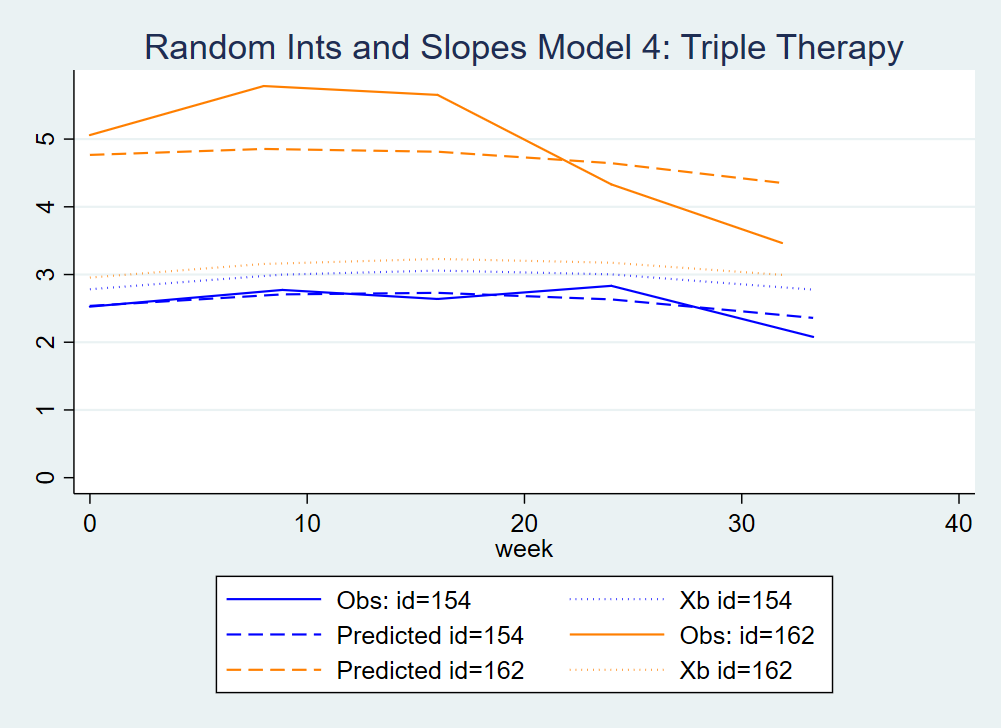 Random Ints and Slopes Model 4: Triple Therapy
5
4
3
2
1
0
0 10 20 30 40
week
Obs: id=154 Xb id=154
Predicted id=154 Obs: id=162
Predicted id=162 Xb id=162